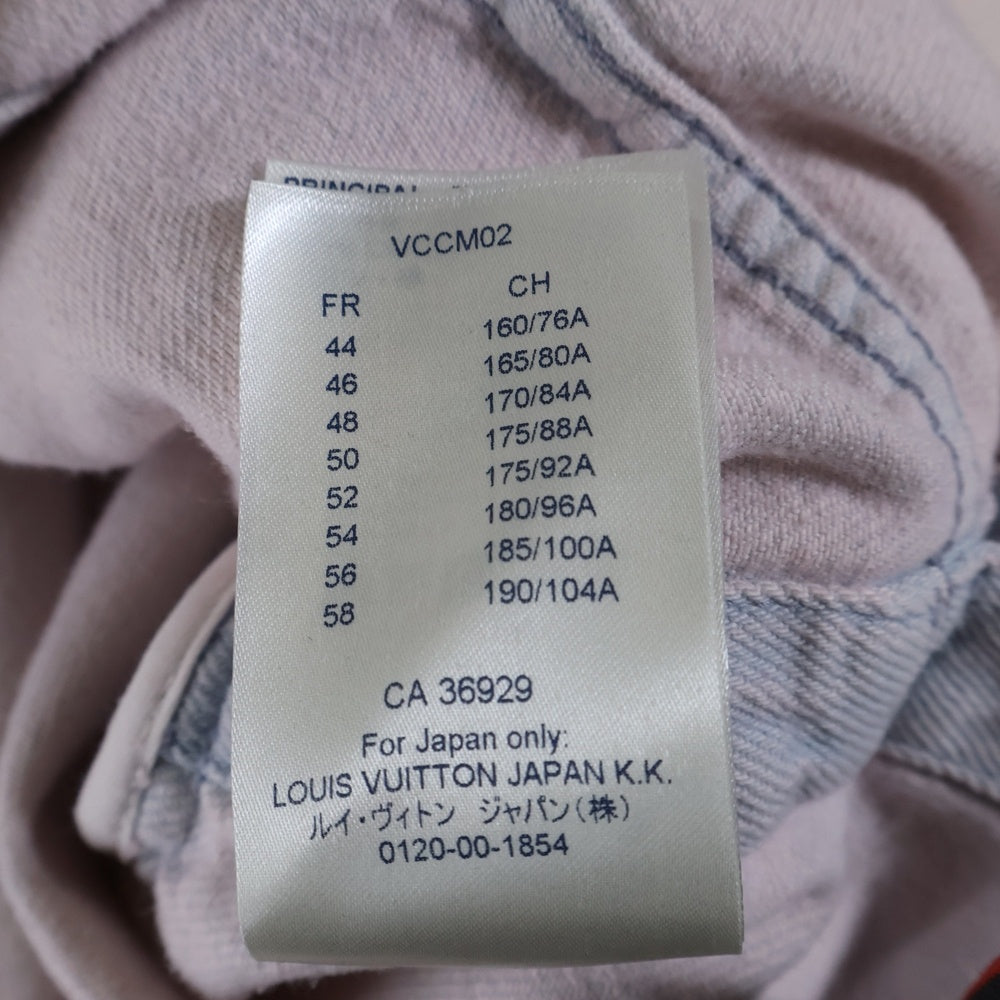 PRINCIPAL
VCCM02
FR CH
44 160/76A
46 165/80A
48 170/84A
50 175/88A
52 175/92A
54 180/96A
56 185/100A
58 190/104A
CA 36929
For Japan only:
LOUIS VUITTON JAPAN K.K.
ルイ・ヴィトン ジャパン(株)
0120-00-1854